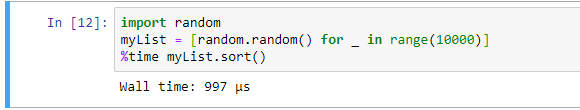 In [12]: import random
myList = [random.random() for _ in range(10000)]
%time myList.sort()
Wall time: 997 µs